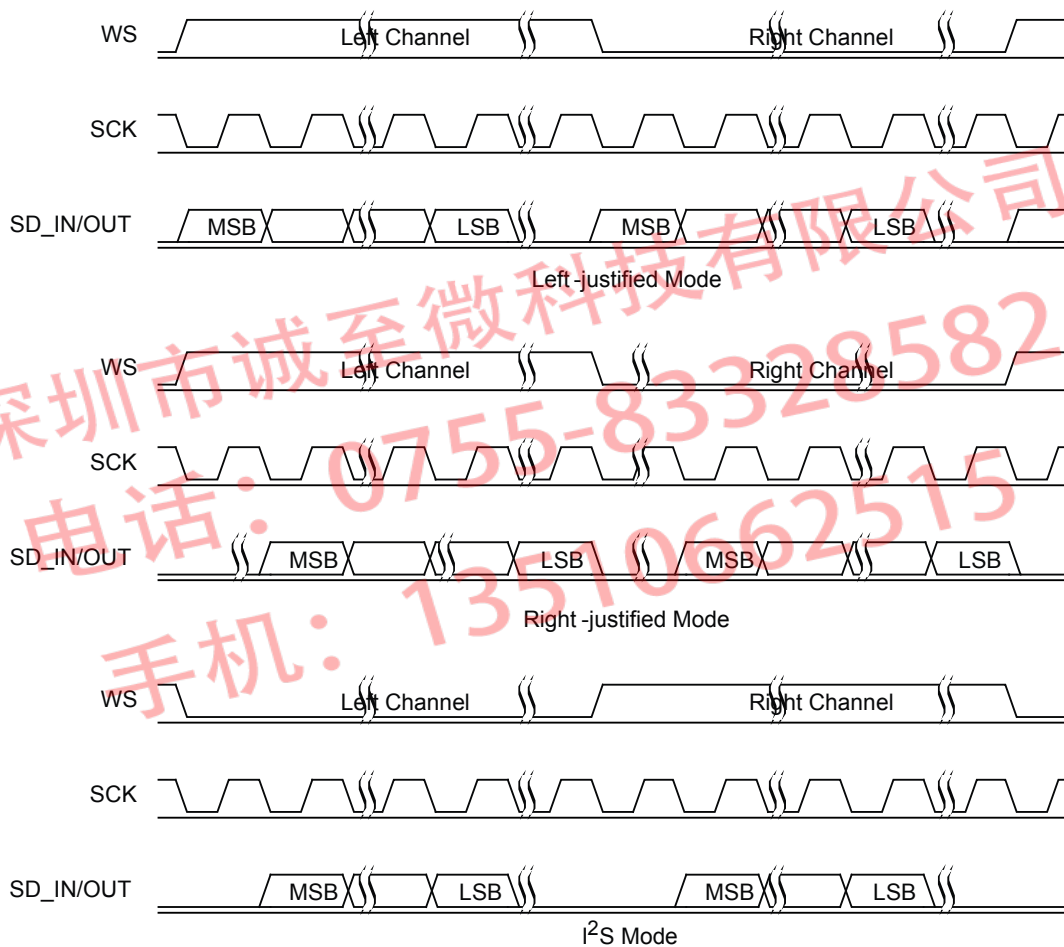 WS Left Channel Right Channel
SCK
SD_IN/OUT MSB LSB MSB LSB
Left-justified Mode
WS Left Channel Right Channel
SCK
SD_IN/OUT MSB LSB MSB LSB
Right-justified Mode
WS Left Channel Right Channel
SCK
SD_IN/OUT MSB LSB MSB LSB
I²S Mode
深圳市诚至微科技有限公司
电话：0755-83328582
手机：13510662515